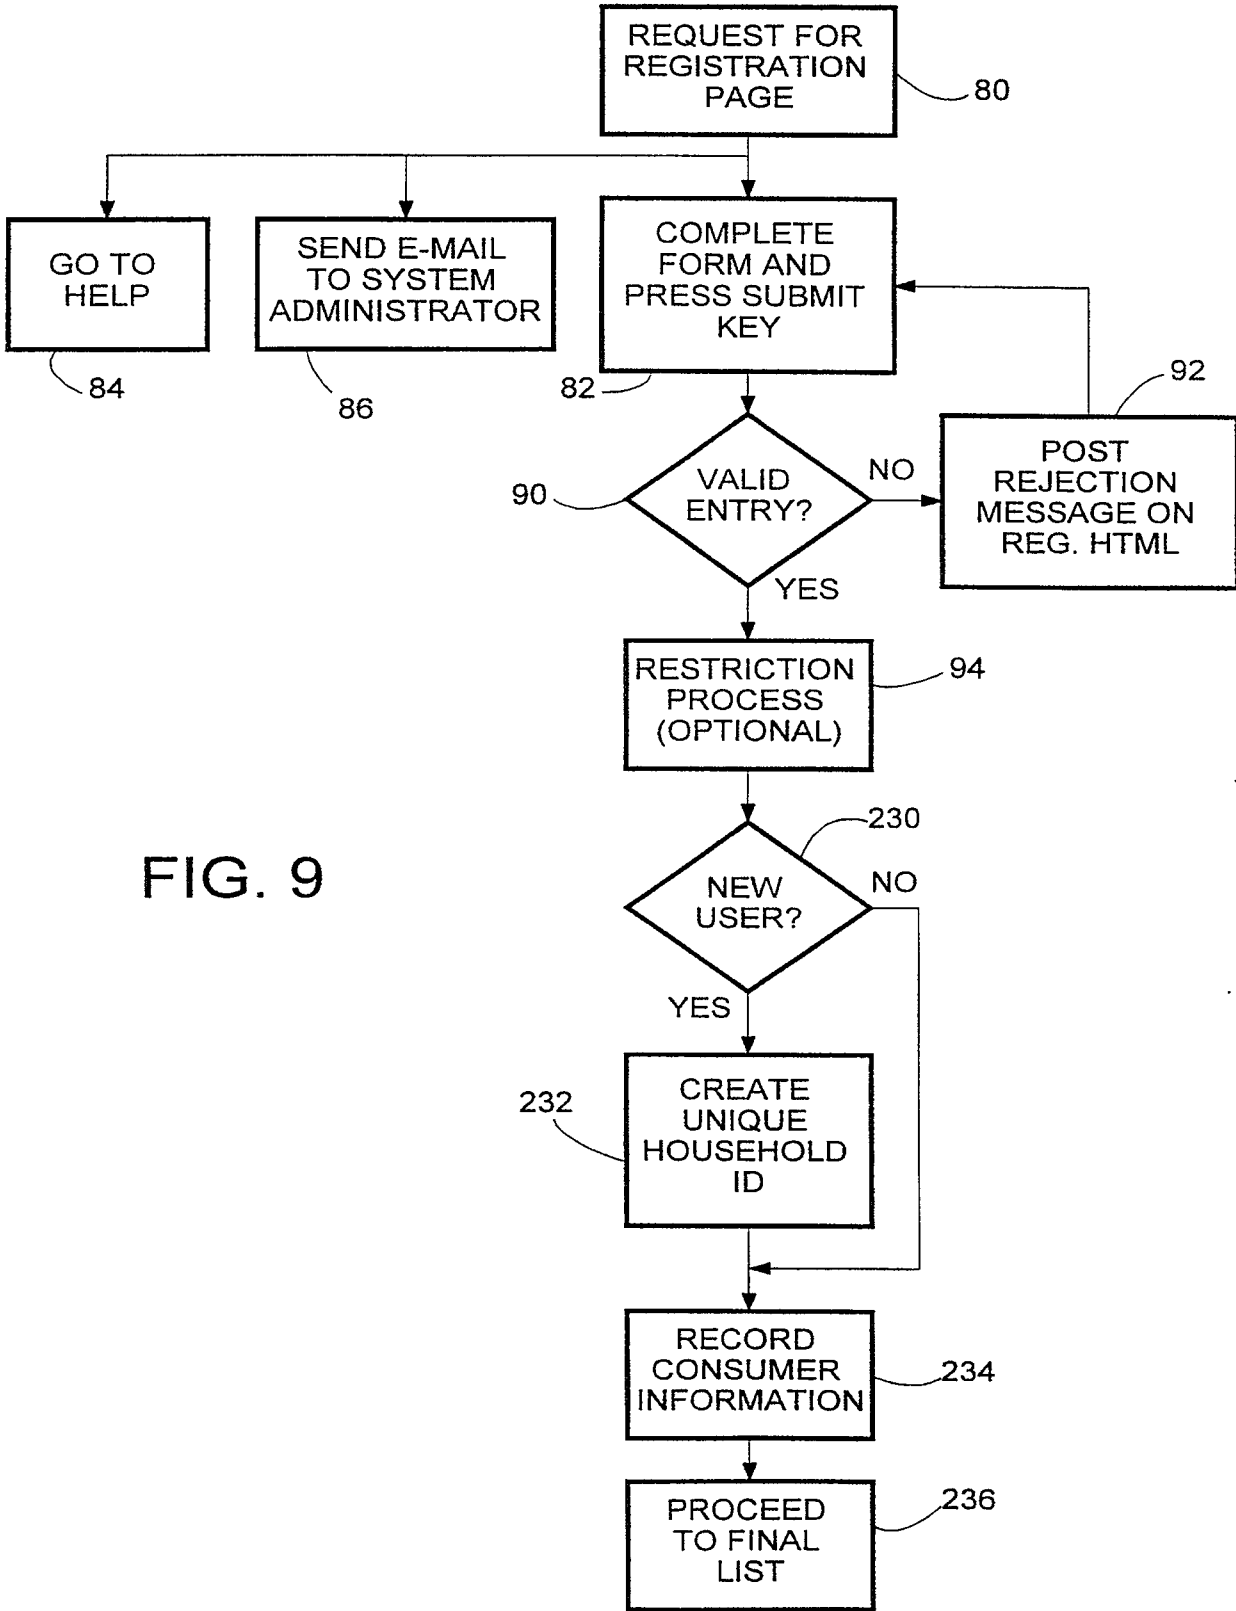 REQUEST FOR
REGISTRATION
PAGE
80
GO TO
HELP
84
SEND E-MAIL
TO SYSTEM
ADMINISTRATOR
86
COMPLETE
FORM AND
PRESS SUBMIT
KEY
82
92
POST
REJECTION
MESSAGE ON
REG. HTML
90
VALID
ENTRY?
NO
YES
RESTRICTION
PROCESS
(OPTIONAL)
94
FIG. 9
230
NEW
USER?
NO
YES
232
CREATE
UNIQUE
HOUSEHOLD
ID
RECORD
CONSUMER
INFORMATION
234
PROCEED
TO FINAL
LIST
236